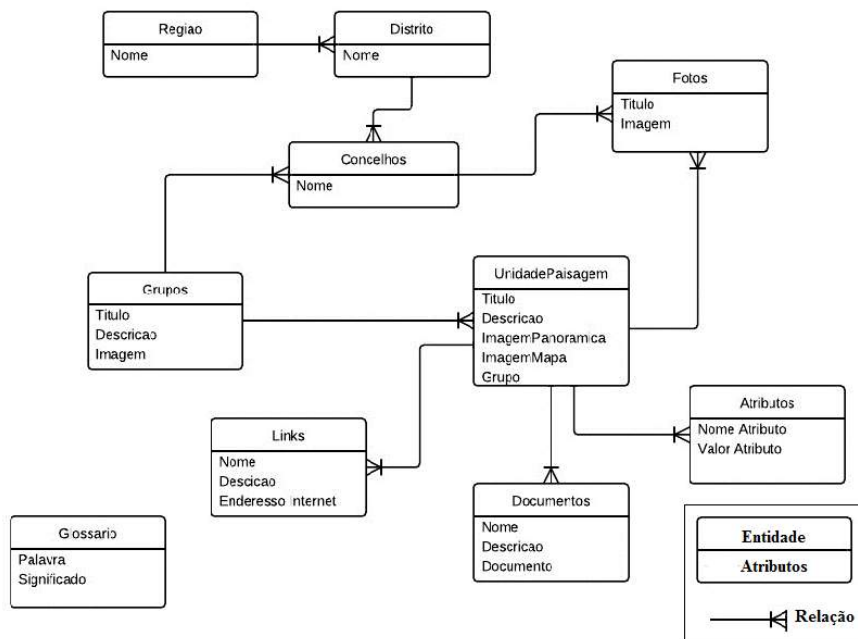 Regiao
Nome
Distrito
Nome
Fotos
Titulo
Imagem
Concelhos
Nome
Grupos
Titulo
Descricao
Imagem
UnidadePaisagem
Titulo
Descricao
ImagemPanoramica
ImagemMapa
Grupo
Links
Nome
Descicao
Enderesso Internet
Atributos
Nome Atributo
Valor Atributo
Documentos
Nome
Descricao
Documento
Glossario
Palavra
Significado
Entidade
Atributos
Relação